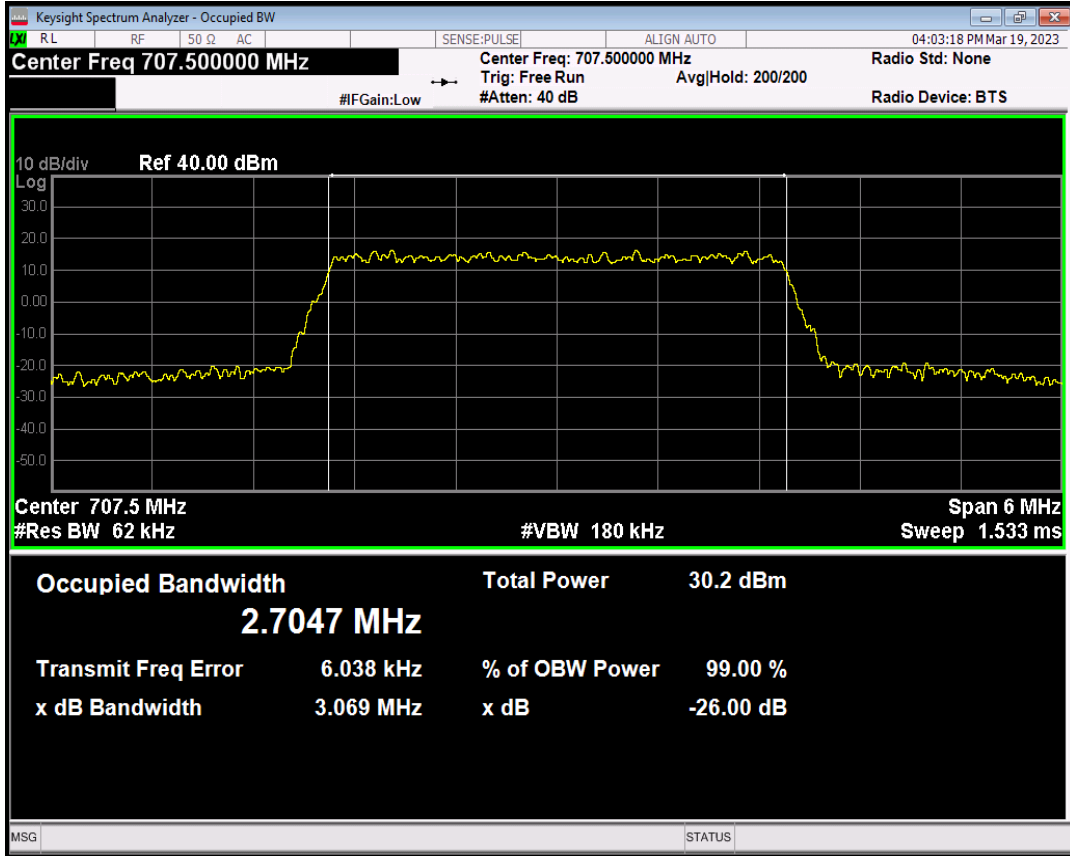 Keysight Spectrum Analyzer - Occupied BW
LXI RL RF 50 Ω AC SENSE:PULSE ALIGN AUTO 04:03:18 PM Mar 19, 2023
Center Freq 707.500000 MHz Center Freq: 707.500000 MHz Radio Std: None
Trig: Free Run Avg|Hold: 200/200
#IFGain:Low #Atten: 40 dB Radio Device: BTS
10 dB/div Ref 40.00 dBm
Log
30.0
20.0
10.0
0.00
-10.0
-20.0
-30.0
-40.0
-50.0
Center 707.5 MHz Span 6 MHz
#Res BW 62 kHz #VBW 180 kHz Sweep 1.533 ms
Occupied Bandwidth Total Power 30.2 dBm
2.7047 MHz
Transmit Freq Error 6.038 kHz % of OBW Power 99.00 %
x dB Bandwidth 3.069 MHz x dB -26.00 dB
MSG STATUS